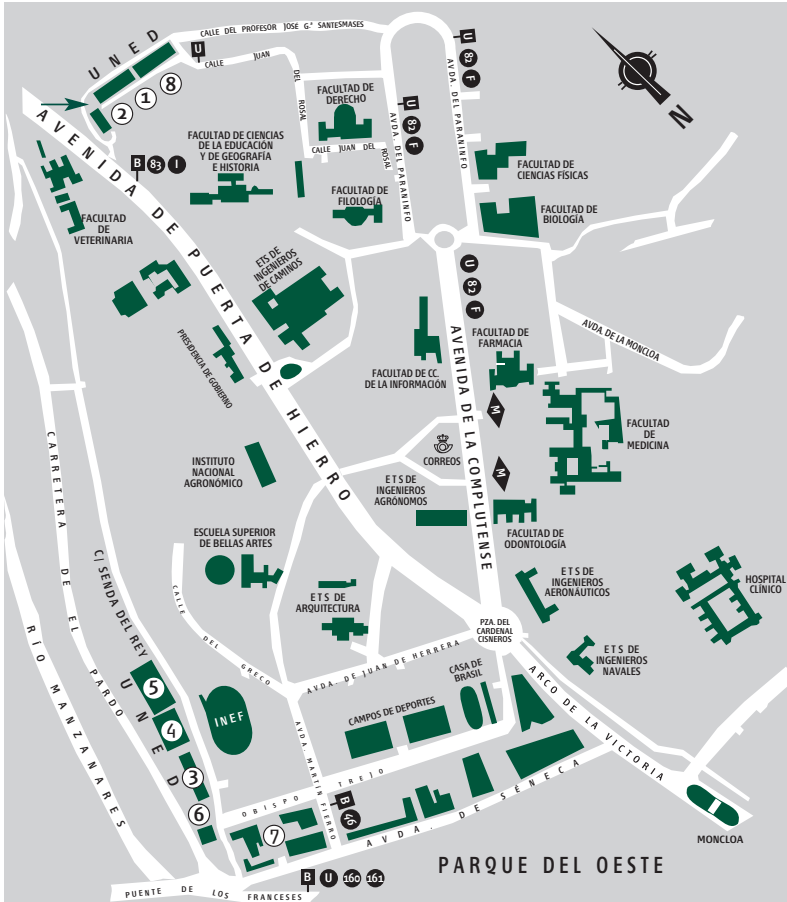 CALLE DEL PROFESOR JOSÉ G.ª SANTESMASES
UNED
U
CALLE JUAN DEL ROSAL
2
1
8
U
82
F
AVDA. DEL PARANINFO
N
FACULTAD DE
DERECHO
U
82
F
AVDA. DEL PARANINFO
CALLE JUAN DEL ROSAL
AVENIDA DE PUERTA DE HIERRO
B
83
I
FACULTAD DE CIENCIAS
DE LA EDUCACIÓN
Y DE GEOGRAFÍA
E HISTORIA
FACULTAD DE
FILOLOGÍA
FACULTAD DE
CIENCIAS FÍSICAS
FACULTAD DE
BIOLOGÍA
FACULTAD
DE
VETERINARIA
ETS DE
INGENIEROS
DE CAMINOS
U
82
F
AVENIDA DE LA COMPLUTENSE
FACULTAD DE
FARMACIA
AVDA. DE LA MONCLOA
PRESIDENCIA DE GOBIERNO
FACULTAD DE CC.
DE LA INFORMACIÓN
M
FACULTAD
DE
MEDICINA
CORREOS
M
INSTITUTO
NACIONAL
AGRONÓMICO
E T S DE
INGENIEROS
AGRÓNOMOS
FACULTAD DE
ODONTOLOGÍA
CARRETERA DE EL PARDO
C/ SENDA DEL REY
ESCUELA SUPERIOR
DE BELLAS ARTES
E T S DE
ARQUITECTURA
E T S DE
INGENIEROS
AERONÁUTICOS
HOSPITAL
CLÍNICO
CALLE DEL GRECO
PZA. DEL
CARDENAL
CISNEROS
E T S DE
INGENIEROS
NAVALES
RÍO MANZANARES
AVDA. DE JUAN DE HERRERA
CASA DE
BRASIL
ARCO DE LA VICTORIA
UNED
5
4
3
6
INEF
CAMPOS DE DEPORTES
AVDA. MARTIN FIERRO
OBISPO TREJO
B
46
7
AVDA. DE SÉNECA
MONCLOA
PARQUE DEL OESTE
B
U
160
161
PUENTE DE LOS FRANCESES